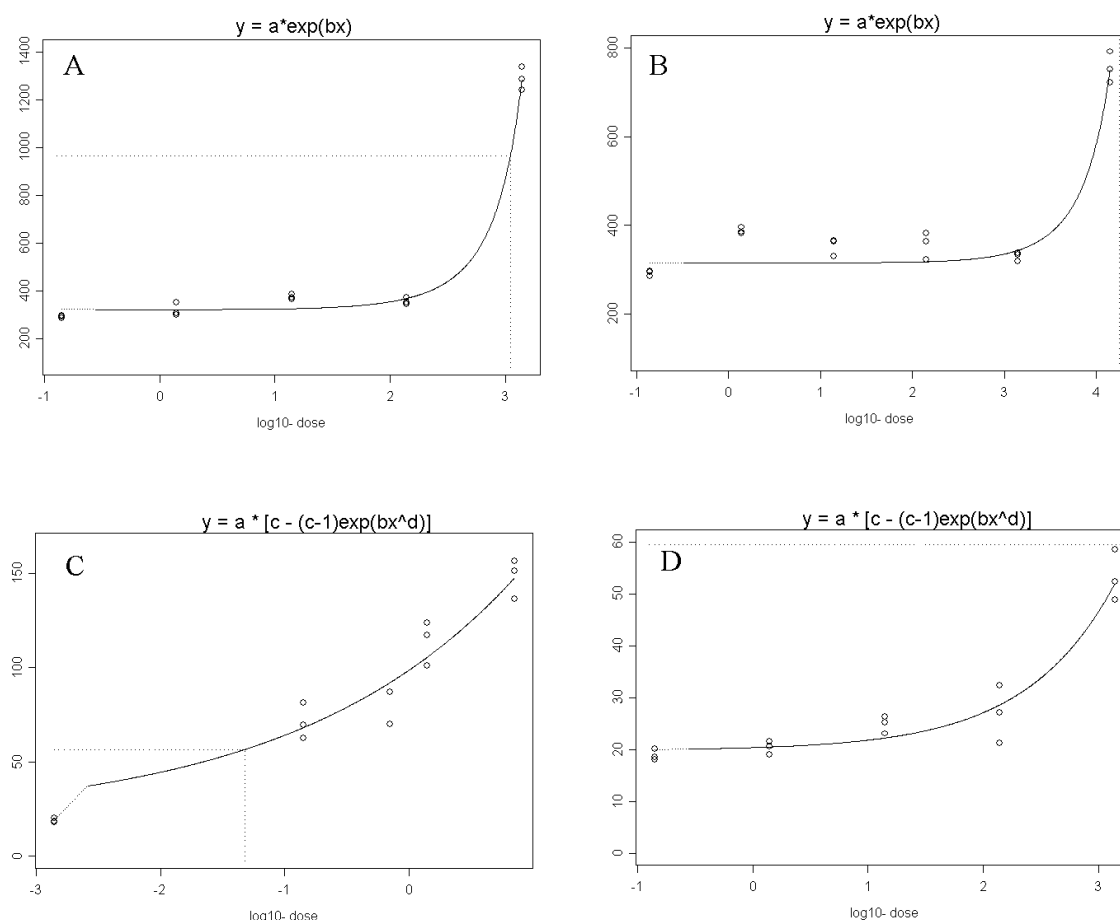 y = a*exp(bx)
A
1400
1200
1000
800
600
400
200
-1 0 1 2 3
log10- dose
y = a*exp(bx)
B
800
600
400
200
-1 0 1 2 3 4
log10- dose
y = a * [c - (c-1)exp(bx^d)]
C
150
100
50
0
-3 -2 -1 0
log10- dose
y = a * [c - (c-1)exp(bx^d)]
D
60
50
40
30
20
10
0
-1 0 1 2 3
log10- dose